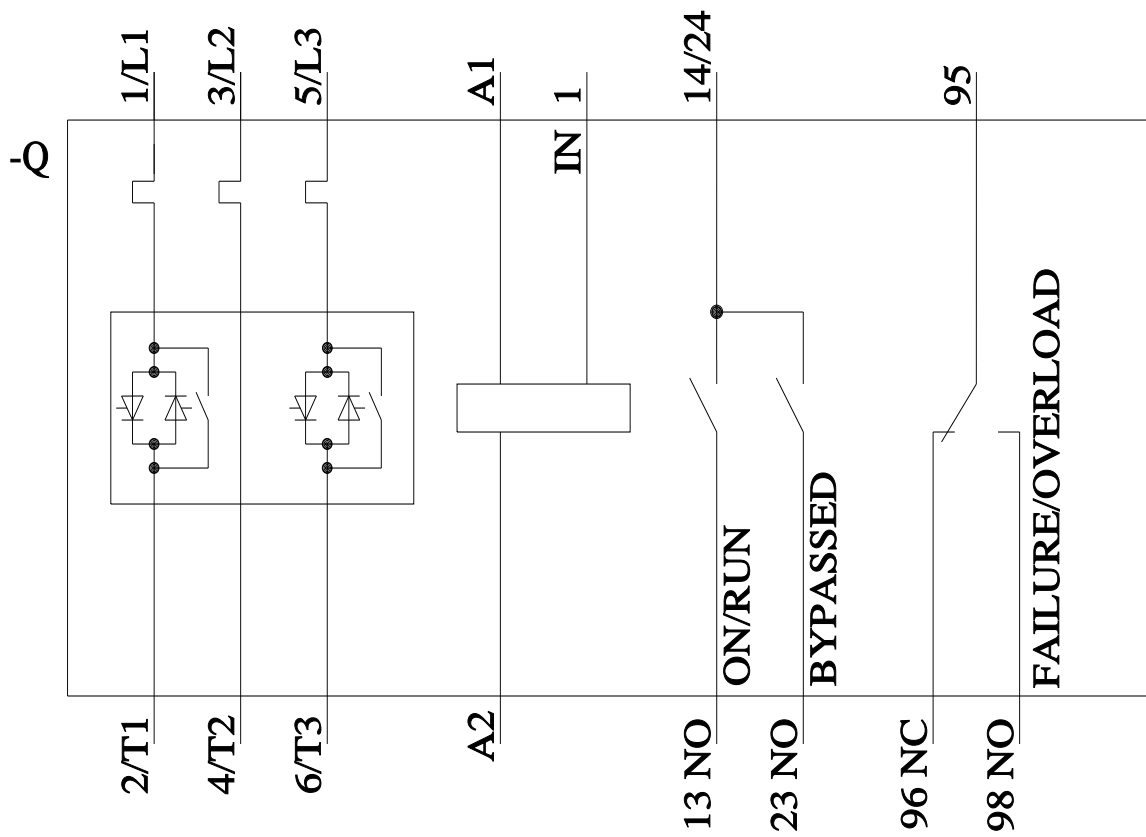 1/L1
3/L2
5/L3
A1
IN 1
14/24
95
-Q
ON/RUN
BYPASSED
FAILURE/OVERLOAD
2/T1
4/T2
6/T3
A2
13 NO
23 NO
96 NC
98 NO